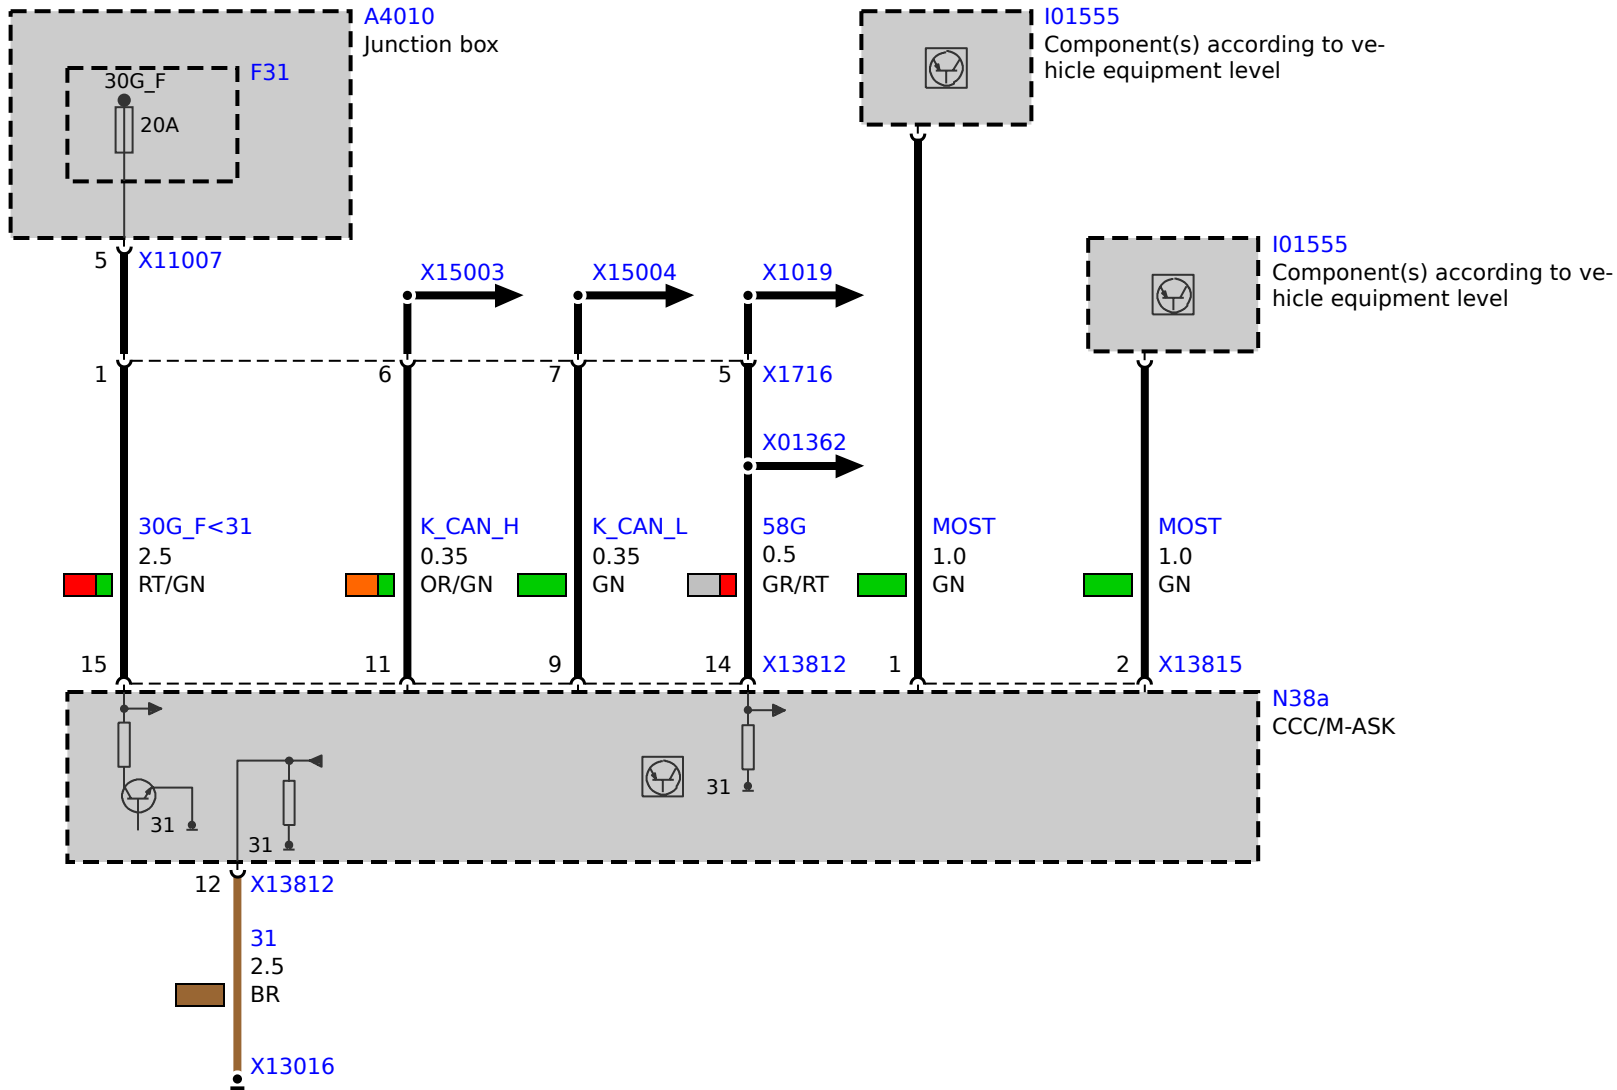 A4010
Junction box
30G_F
F31
20A
I01555
Component(s) according to ve-
hicle equipment level
I01555
Component(s) according to ve-
hicle equipment level
5 X11007
X15003
X15004
X1019
1
6
7
5 X1716
X01362
30G_F<31
2.5
RT/GN
K_CAN_H
0.35
OR/GN
K_CAN_L
0.35
GN
58G
0.5
GR/RT
MOST
1.0
GN
MOST
1.0
GN
15
11
9
14 X13812
1
2 X13815
N38a
CCC/M-ASK
31
31
31
12 X13812
31
2.5
BR
X13016